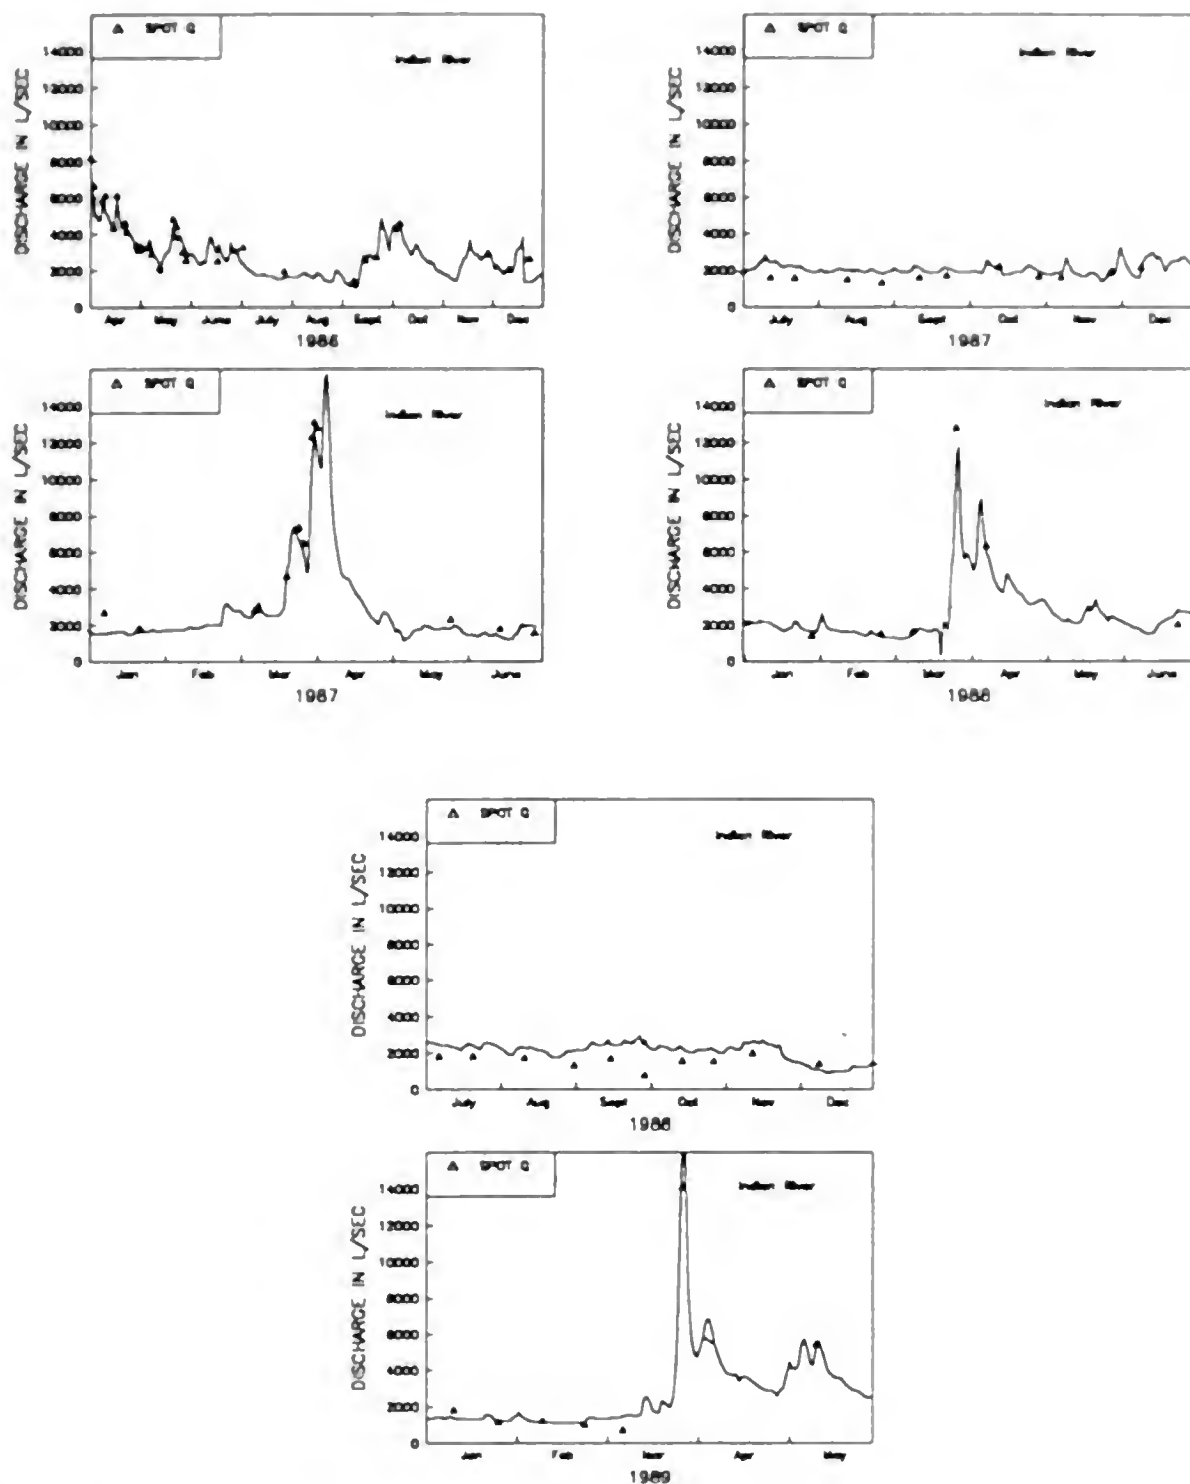 SPOT Q
Indian River
14000
12000
10000
8000
6000
4000
2000
0
DISCHARGE IN L/SEC
Apr May June July Aug Sept Oct Nov Dec
1986
SPOT Q
Indian River
14000
12000
10000
8000
6000
4000
2000
0
DISCHARGE IN L/SEC
July Aug Sept Oct Nov Dec
1987
SPOT Q
Indian River
14000
12000
10000
8000
6000
4000
2000
0
DISCHARGE IN L/SEC
Jan Feb Mar Apr May June
1987
SPOT Q
Indian River
14000
12000
10000
8000
6000
4000
2000
0
DISCHARGE IN L/SEC
Jan Feb Mar Apr May June
1988
SPOT Q
Indian River
14000
12000
10000
8000
6000
4000
2000
0
DISCHARGE IN L/SEC
July Aug Sept Oct Nov Dec
1988
SPOT Q
Indian River
14000
12000
10000
8000
6000
4000
2000
0
DISCHARGE IN L/SEC
Jan Feb Mar Apr May
1989